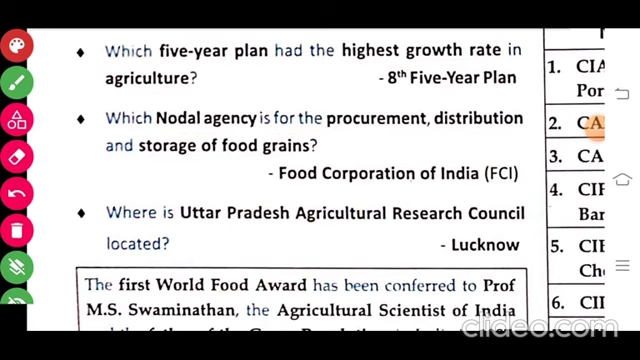 ♦ Which five-year plan had the highest growth rate in
agriculture? - 8th Five-Year Plan
♦ Which Nodal agency is for the procurement, distribution
and storage of food grains?
- Food Corporation of India (FCI)
♦ Where is Uttar Pradesh Agricultural Research Council
located? - Lucknow
The first World Food Award has been conferred to Prof
M.S. Swaminathan, the Agricultural Scientist of India
1. CIA
Por
2. CA
3. CA
4. CIF
Bar
5.
Che
6.
clideo.com